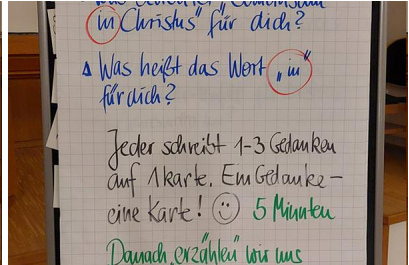 in Christus" für dich?
Δ Was heißt das Wort „in"
für dich?
Jeder schreibt 1-3 Gedanken
auf 1 Karte. Ein Gedanke –
eine Karte! ☺ 5 Minuten
Danach „erzählen" wir uns